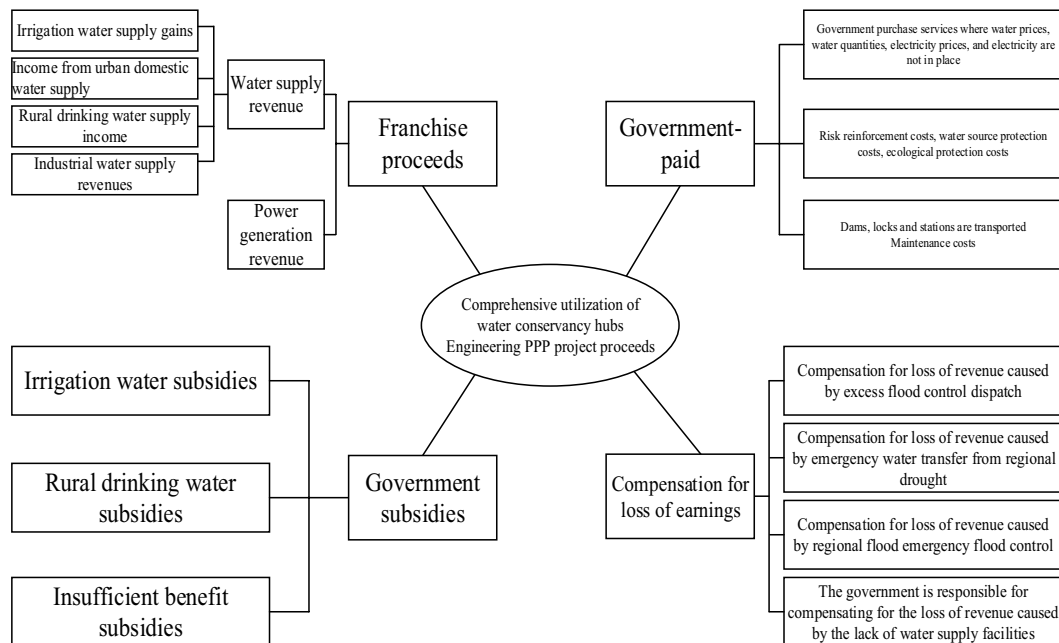 Irrigation water supply gains
Income from urban domestic
water supply
Rural drinking water supply
income
Industrial water supply
revenues
Water supply
revenue
Power
generation
revenue
Franchise
proceeds
Government-
paid
Government purchase services where water prices,
water quantities, electricity prices, and electricity are
not in place
Risk reinforcement costs, water source protection
costs, ecological protection costs
Dams, locks and stations are transported
Maintenance costs
Comprehensive utilization of
water conservancy hubs
Engineering PPP project proceeds
Irrigation water subsidies
Rural drinking water
subsidies
Insufficient benefit
subsidies
Government
subsidies
Compensation for
loss of earnings
Compensation for loss of revenue caused
by excess flood control dispatch
Compensation for loss of revenue caused
by emergency water transfer from regional
drought
Compensation for loss of revenue caused
by regional flood emergency flood control
The government is responsible for
compensating for the loss of revenue caused
by the lack of water supply facilities